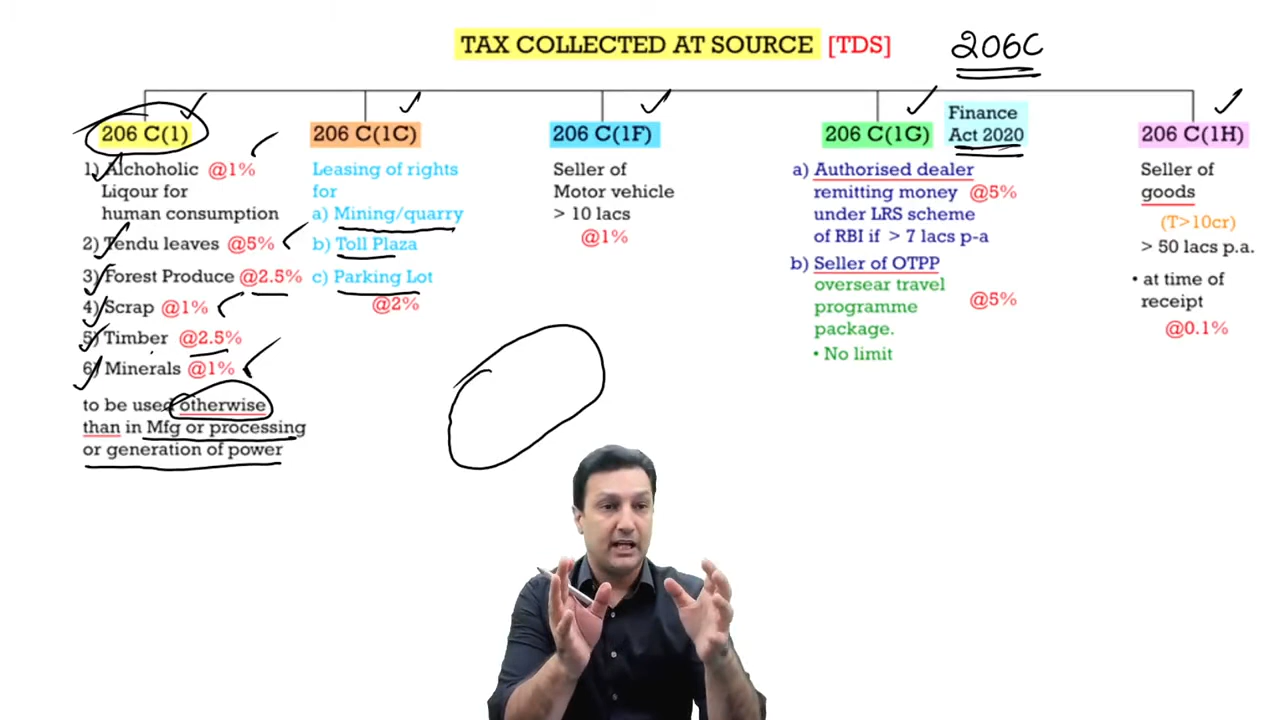 TAX COLLECTED AT SOURCE [TDS]
206C
206 C(1)
1) Alchoholic @1%
Liqour for
human consumption
2) Tendu leaves @5%
3) Forest Produce @2.5%
4) Scrap @1%
5) Timber @2.5%
6) Minerals @1%
to be used otherwise
than in Mfg or processing
or generation of power
206 C(1C)
Leasing of rights
for
a) Mining/quarry
b) Toll Plaza
c) Parking Lot
@2%
206 C(1F)
Seller of
Motor vehicle
> 10 lacs
@1%
206 C(1G)
Finance
Act 2020
a) Authorised dealer
remitting money @5%
under LRS scheme
of RBI if > 7 lacs p-a
b) Seller of OTPP
oversear travel
programme @5%
package.
• No limit
206 C(1H)
Seller of
goods
(T>10cr)
> 50 lacs p.a.
• at time of
receipt
@0.1%